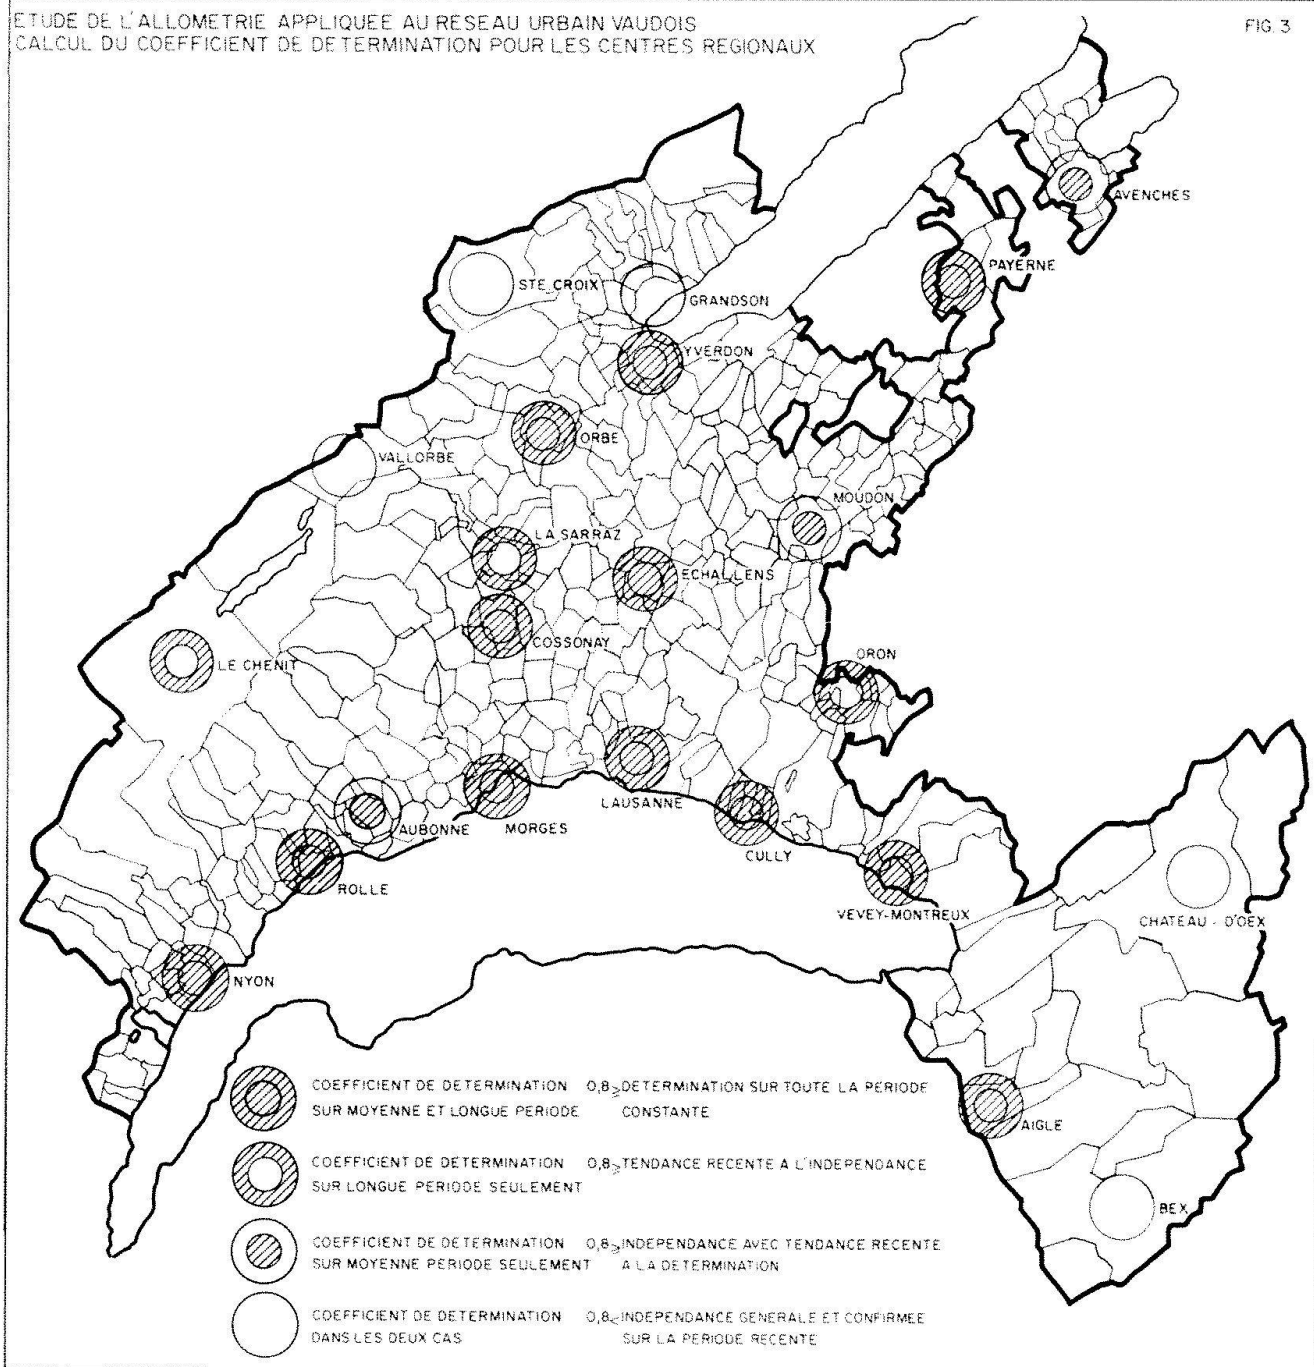 ETUDE DE L'ALLOMETRIE APPLIQUEE AU RESEAU URBAIN VAUDOIS
CALCUL DU COEFFICIENT DE DETERMINATION POUR LES CENTRES REGIONAUX
FIG. 3
AVENCHES
PAYERNE
STE CROIX
GRANDSON
YVERDON
ORBE
VALLORBE
MOUDON
LA SARRAZ
ECHALLENS
COSSONAY
ORON
LE CHENIT
LAUSANNE
AUBONNE
MORGES
CULLY
ROLLE
VEVEY-MONTREUX
CHATEAU - D'OEX
NYON
AIGLE
BEX
COEFFICIENT DE DETERMINATION 0,8≥DETERMINATION SUR TOUTE LA PERIODE
SUR MOYENNE ET LONGUE PERIODE CONSTANTE
COEFFICIENT DE DETERMINATION 0,8≥TENDANCE RECENTE A L'INDEPENDANCE
SUR LONGUE PERIODE SEULEMENT
COEFFICIENT DE DETERMINATION 0,8≥INDEPENDANCE AVEC TENDANCE RECENTE
SUR MOYENNE PERIODE SEULEMENT A LA DETERMINATION
COEFFICIENT DE DETERMINATION 0,8<INDEPENDANCE GENERALE ET CONFIRMEE
DANS LES DEUX CAS SUR LA PERIODE RECENTE